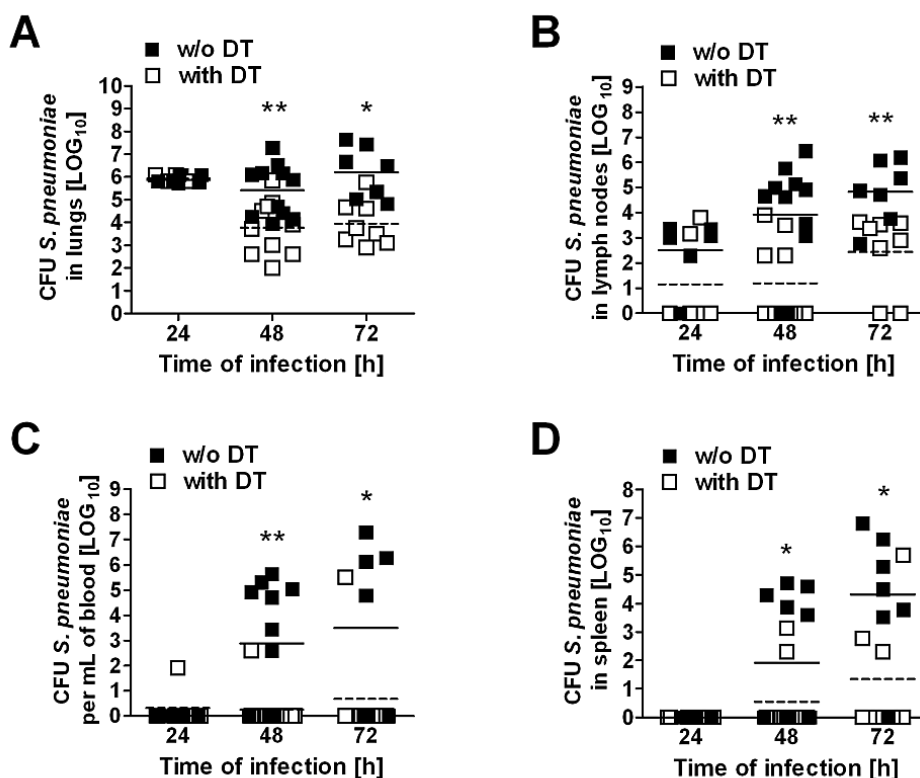 A
w/o DT
with DT
CFU S. pneumoniae
in lungs [LOG10]
10
9
8
7
6
5
4
3
2
1
0
**
*
24 48 72
Time of infection [h]
B
w/o DT
with DT
CFU S. pneumoniae
in lymph nodes [LOG10]
10
9
8
7
6
5
4
3
2
1
0
**
**
24 48 72
Time of infection [h]
C
w/o DT
with DT
CFU S. pneumoniae
per mL of blood [LOG10]
9
8
7
6
5
4
3
2
1
0
**
*
24 48 72
Time of infection [h]
D
w/o DT
with DT
CFU S. pneumoniae
in spleen [LOG10]
8
7
6
5
4
3
2
1
0
*
*
24 48 72
Time of infection [h]